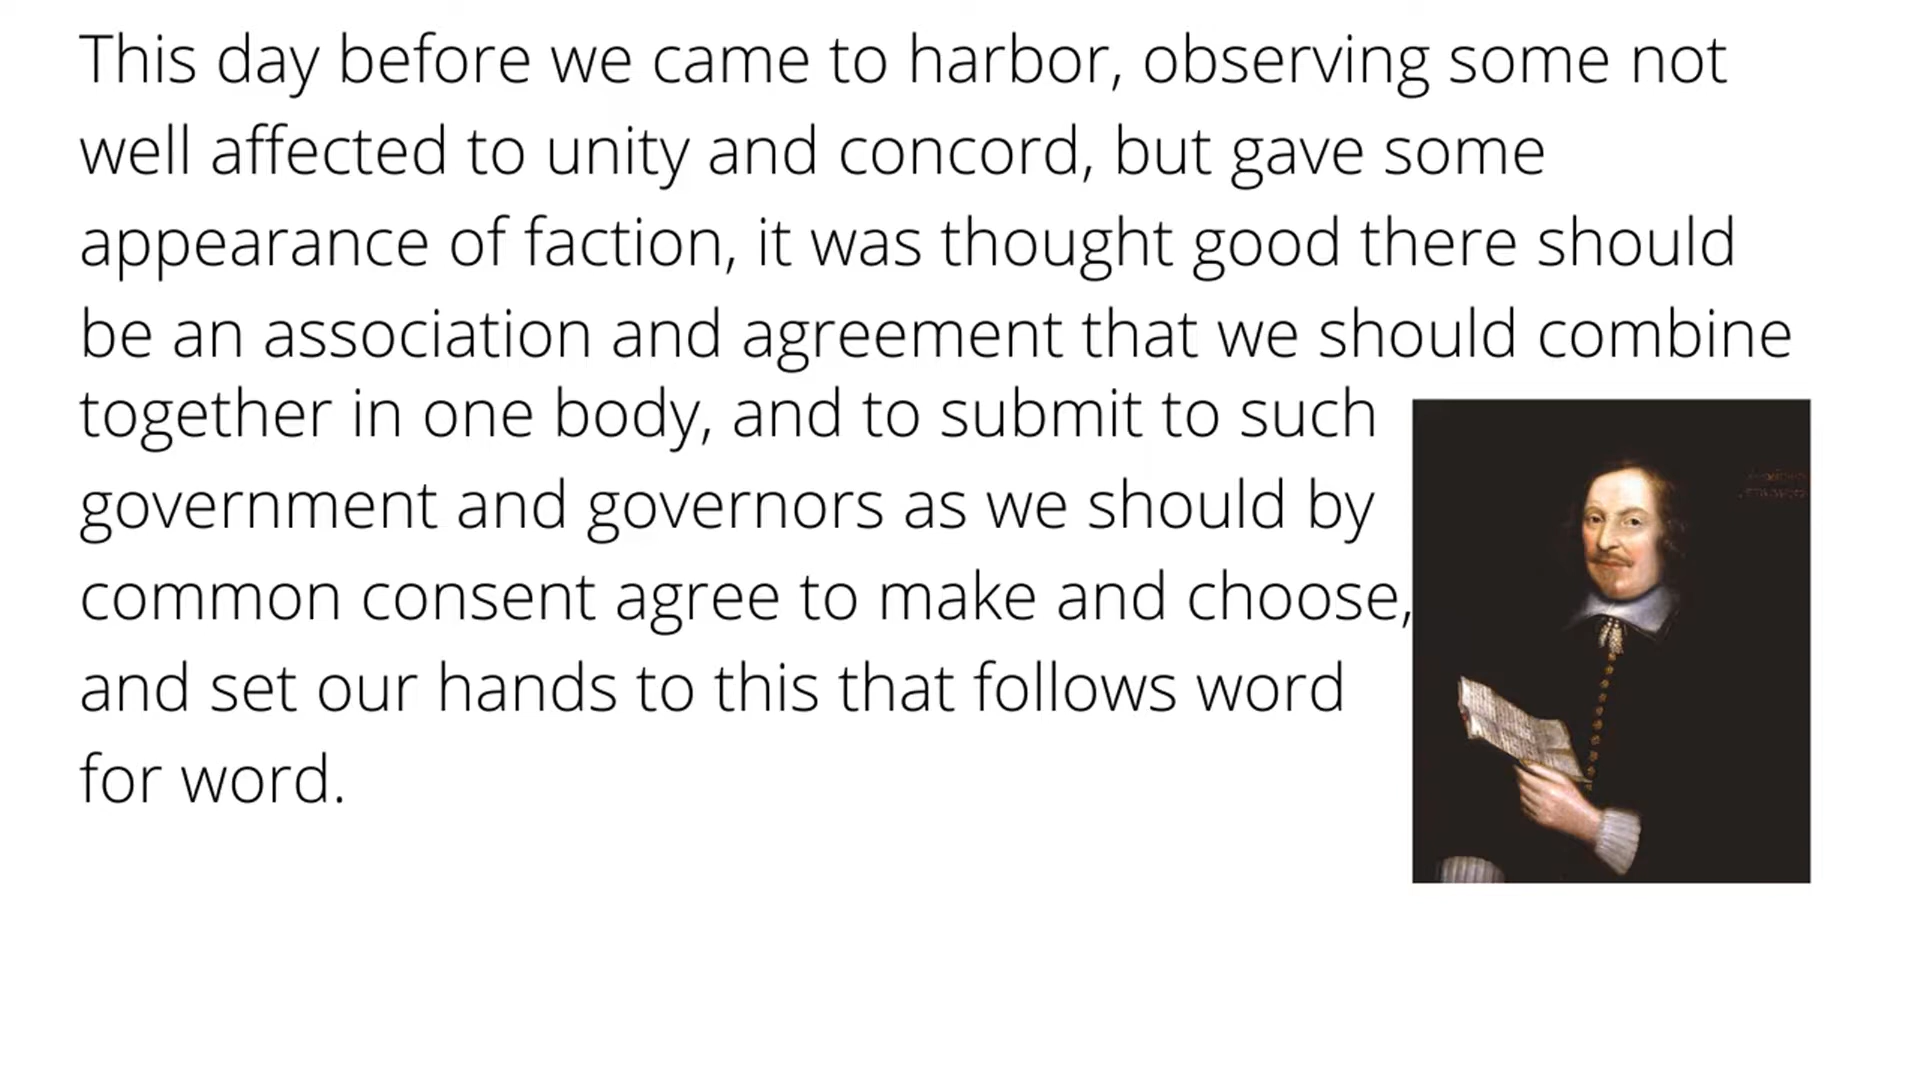 This day before we came to harbor, observing some not
well affected to unity and concord, but gave some
appearance of faction, it was thought good there should
be an association and agreement that we should combine
together in one body, and to submit to such
government and governors as we should by
common consent agree to make and choose,
and set our hands to this that follows word
for word.